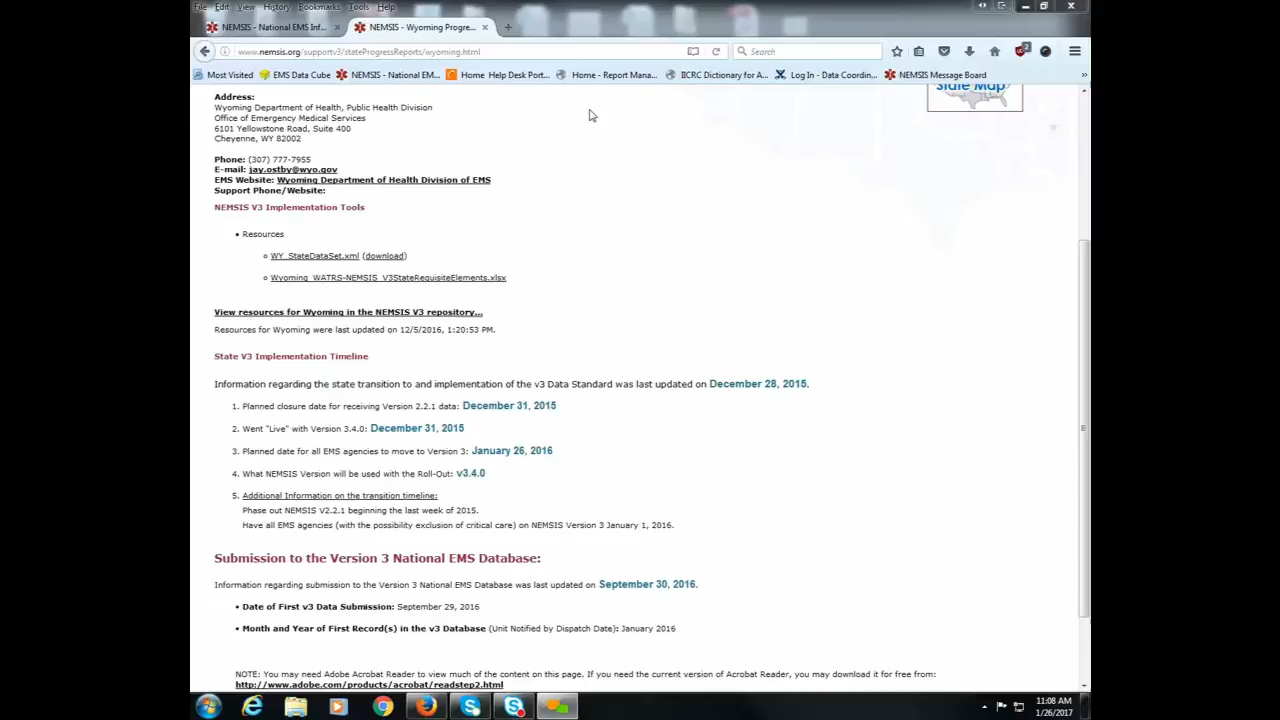 File Edit View History Bookmarks Tools Help
NEMSIS - National EMS Inf... × NEMSIS - Wyoming Progre... × +
www.nemsis.org/supportv3/stateProgressReports/wyoming.html Search 2
Most Visited EMS Data Cube NEMSIS - National EM... Home Help Desk Port... Home - Report Mana... IICRC Dictionary for A... Log In - Data Coordin... NEMSIS Message Board »
State Map
Address:
Wyoming Department of Health, Public Health Division
Office of Emergency Medical Services
6101 Yellowstone Road, Suite 400
Cheyenne, WY 82002
Phone: (307) 777-7955
E-mail: jay.ostby@wyo.gov
EMS Website: Wyoming Department of Health Division of EMS
Support Phone/Website:
NEMSIS V3 Implementation Tools
• Resources
WY_StateDataSet.xml (download)
Wyoming_WATRS-NEMSIS_V3StateRequisiteElements.xlsx
View resources for Wyoming in the NEMSIS V3 repository...
Resources for Wyoming were last updated on 12/5/2016, 1:20:53 PM.
State V3 Implementation Timeline
Information regarding the state transition to and implementation of the v3 Data Standard was last updated on December 28, 2015.
1. Planned closure date for receiving Version 2.2.1 data: December 31, 2015
2. Went "Live" with Version 3.4.0: December 31, 2015
3. Planned date for all EMS agencies to move to Version 3: January 26, 2016
4. What NEMSIS Version will be used with the Roll-Out: v3.4.0
5. Additional Information on the transition timeline:
Phase out NEMSIS V2.2.1 beginning the last week of 2015.
Have all EMS agencies (with the possibility exclusion of critical care) on NEMSIS Version 3 January 1, 2016.
Submission to the Version 3 National EMS Database:
Information regarding submission to the Version 3 National EMS Database was last updated on September 30, 2016.
• Date of First v3 Data Submission: September 29, 2016
• Month and Year of First Record(s) in the v3 Database (Unit Notified by Dispatch Date): January 2016
NOTE: You may need Adobe Acrobat Reader to view much of the content on this page. If you need the current version of Acrobat Reader, you may download it for free from:
http://www.adobe.com/products/acrobat/readstep2.html
11:08 AM
1/26/2017